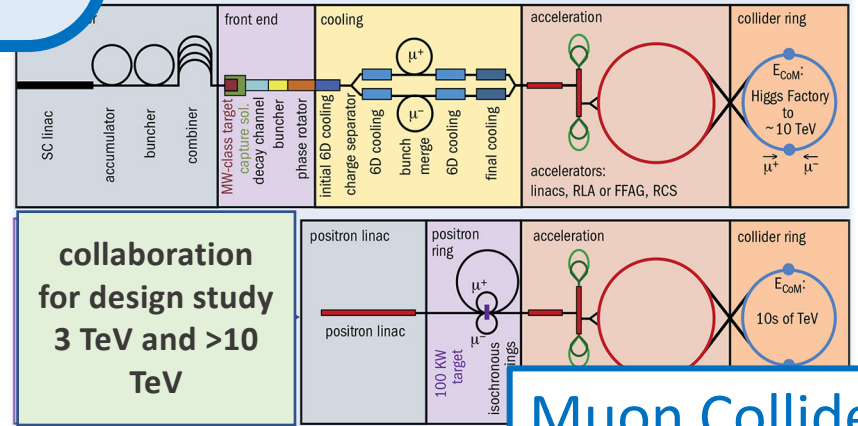 front end
cooling
acceleration
collider ring
SC linac
accumulator
buncher
combiner
MW-class target
capture sol.
decay channel
buncher
phase rotator
initial 6D cooling
charge separator
6D cooling
μ+
μ−
bunch
merge
6D cooling
final cooling
accelerators:
linacs, RLA or FFAG, RCS
ECoM:
Higgs Factory
to
~10 TeV
μ+ μ−
collaboration
for design study
3 TeV and >10
TeV
positron linac
positron
ring
acceleration
collider ring
positron linac
μ+
μ−
100 KW
target
isochronous
ECoM:
10s of TeV
Muon